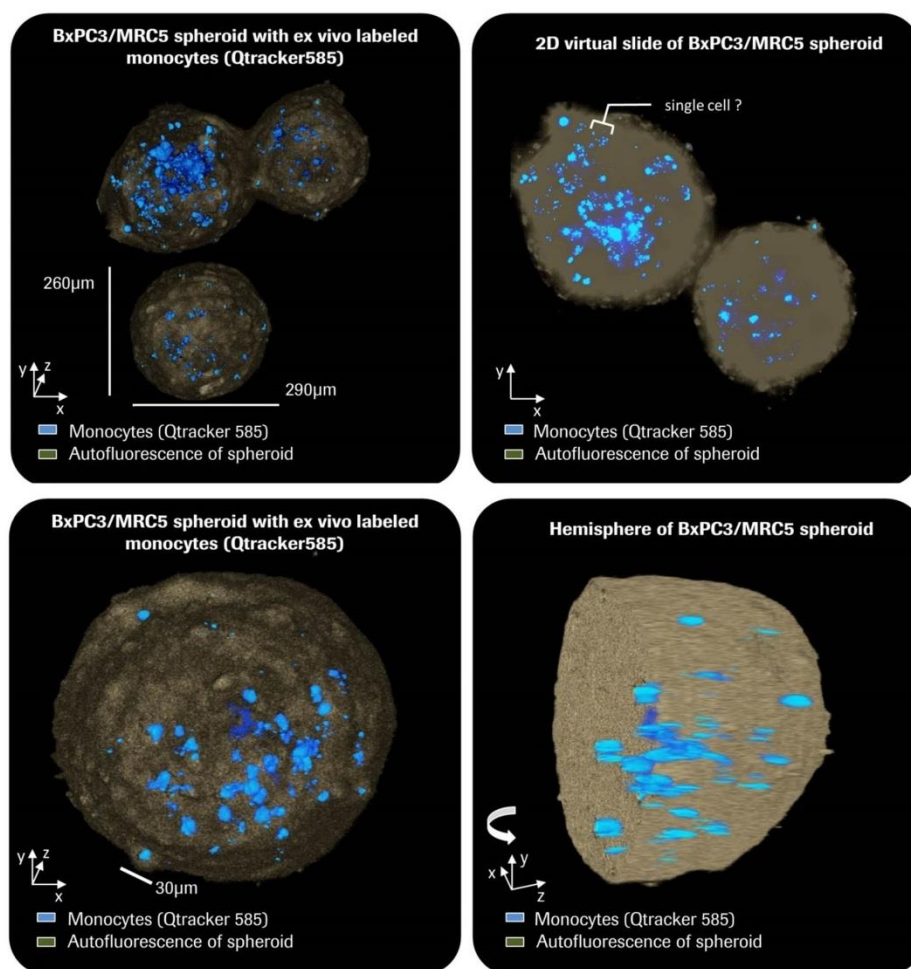 BxPC3/MRC5 spheroid with ex vivo labeled
monocytes (Qtracker585)
260µm
290µm
y
z
x
Monocytes (Qtracker 585)
Autofluorescence of spheroid
2D virtual slide of BxPC3/MRC5 spheroid
single cell ?
y
x
Monocytes (Qtracker 585)
Autofluorescence of spheroid
BxPC3/MRC5 spheroid with ex vivo labeled
monocytes (Qtracker585)
y
z
x
30µm
Monocytes (Qtracker 585)
Autofluorescence of spheroid
Hemisphere of BxPC3/MRC5 spheroid
y
x
z
Monocytes (Qtracker 585)
Autofluorescence of spheroid